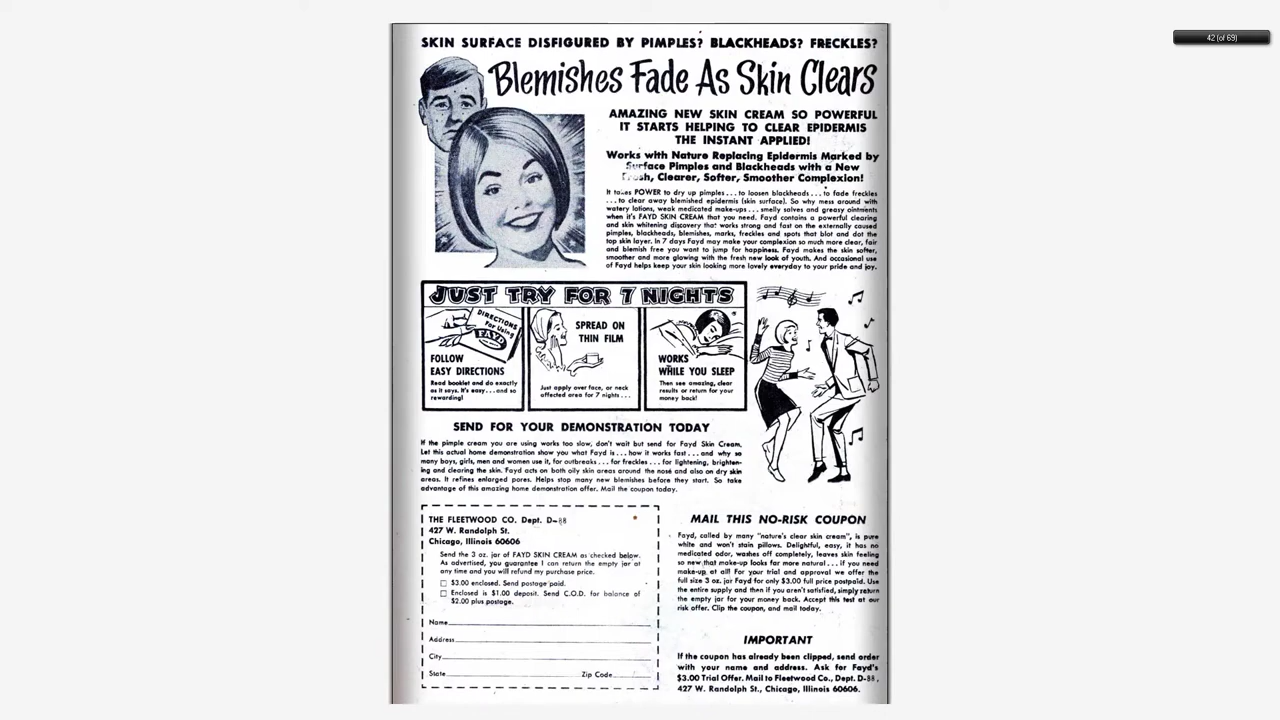 42 (of 69)
SKIN SURFACE DISFIGURED BY PIMPLES? BLACKHEADS? FRECKLES?
Blemishes Fade As Skin Clears
AMAZING NEW SKIN CREAM SO POWERFUL
IT STARTS HELPING TO CLEAR EPIDERMIS
THE INSTANT APPLIED!
Works with Nature Replacing Epidermis Marked by
Surface Pimples and Blackheads with a New
Fresh, Clearer, Softer, Smoother Complexion!
It takes POWER to dry up pimples . . . to loosen blackheads . . . to fade freckles
. . . to clear away blemished epidermis (skin surface). So why mess around with
watery lotions, weak medicated make-ups . . . smelly salves and greasy ointments
when it's FAYD SKIN CREAM that you need. Fayd contains a powerful clearing
and skin whitening discovery that works strong and fast on the externally caused
pimples, blackheads, blemishes, marks, freckles and spots that blot and dot the
top skin layer. In 7 days Fayd may make your complexion so much more clear, fair
and blemish free you want to jump for happiness. Fayd makes the skin softer,
smoother and more glowing with the fresh new look of youth. And occasional use
of Fayd helps keep your skin looking more lovely everyday to your pride and joy.
JUST TRY FOR 7 NIGHTS
DIRECTIONS
For Using
FAYD
FOLLOW
EASY DIRECTIONS
Read booklet and do exactly
as it says. It's easy . . . and so
rewarding!
SPREAD ON
THIN FILM
Just apply over face, or neck
affected area for 7 nights . . .
WORKS
WHILE YOU SLEEP
Then see amazing, clear
results or return for your
money back!
SEND FOR YOUR DEMONSTRATION TODAY
If the pimple cream you are using works too slow, don't wait but send for Fayd Skin Cream.
Let this actual home demonstration show you what Fayd is . . . how it works fast . . . and why so
many boys, girls, men and women use it, for outbreaks . . . for freckles . . . for lightening, brighten-
ing and clearing the skin. Fayd acts on both oily skin areas around the nose and also on dry skin
areas. It refines enlarged pores. Helps stop many new blemishes before they start. So take
advantage of this amazing home demonstration offer. Mail the coupon today.
THE FLEETWOOD CO. Dept. D-88
427 W. Randolph St.
Chicago, Illinois 60606
Send the 3 oz. jar of FAYD SKIN CREAM as checked below.
As advertised, you guarantee I can return the empty jar at
any time and you will refund my purchase price.
☐ $3.00 enclosed. Send postage paid.
☐ Enclosed is $1.00 deposit. Send C.O.D. for balance of
$2.00 plus postage.
Name
Address
City
State Zip Code
MAIL THIS NO-RISK COUPON
Fayd, called by many "nature's clear skin cream", is pure
white and won't stain pillows. Delightful, easy, it has no
medicated odor, washes off completely, leaves skin feeling
so new that make-up looks far more natural . . . if you need
make-up at all! For your trial and approval we offer the
full size 3 oz. jar Fayd for only $3.00 full price postpaid. Use
the entire supply and then if you aren't satisfied, simply return
the empty jar for your money back. Accept this test at our
risk offer. Clip the coupon, and mail today.
IMPORTANT
If the coupon has already been clipped, send order
with your name and address. Ask for Fayd's
$3.00 Trial Offer. Mail to Fleetwood Co., Dept. D-88,
427 W. Randolph St., Chicago, Illinois 60606.